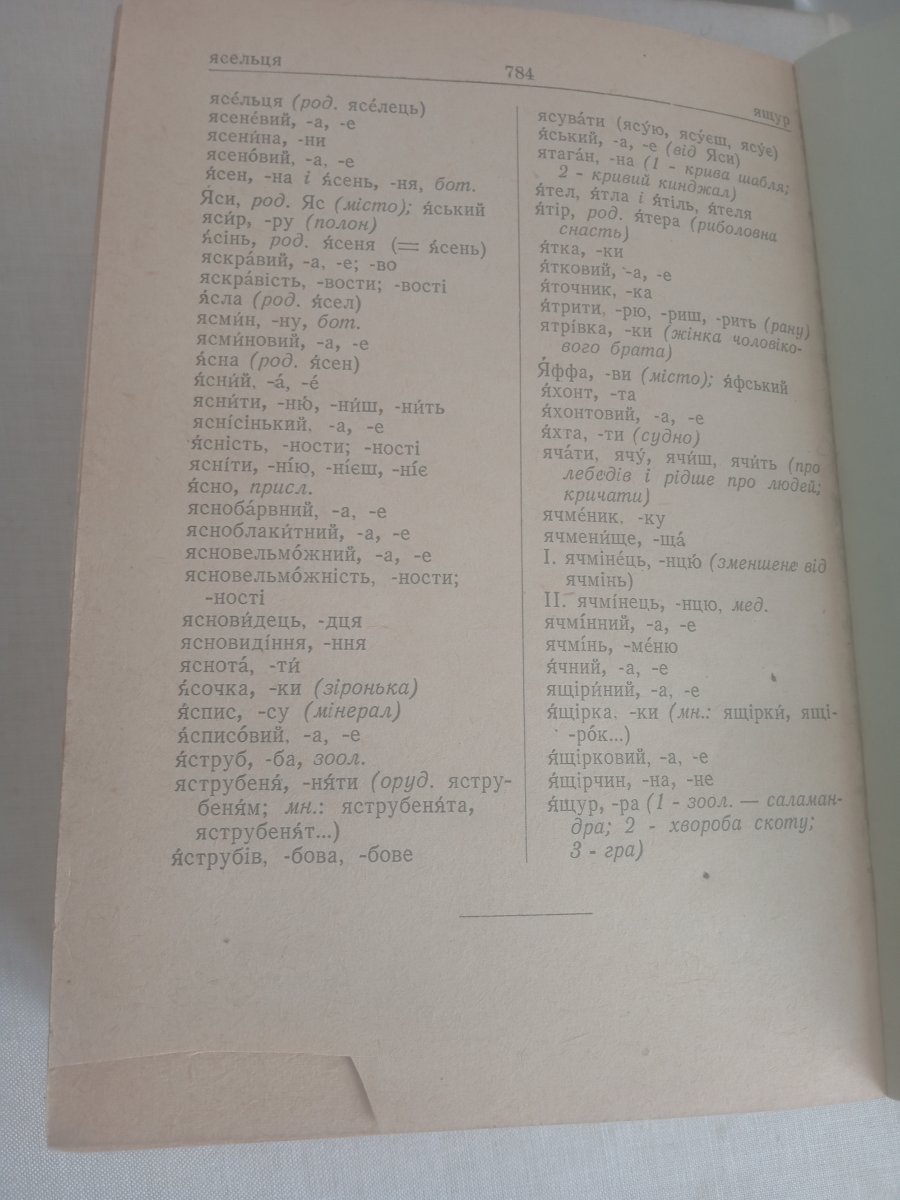 ясельця
784
ящур
ясе́льця (род. ясе́лець)
ясене́вий, -а, -е
ясени́на, -ни
ясено́вий, -а, -е
я́сен, -на і я́сень, -ня, бот.
Я́си, род. Яс (місто); я́ський
яси́р, -ру (полон)
я́сінь, род. я́сеня (= я́сень)
яскра́вий, -а, -е; -во
яскра́вість, -вости; -вості
я́сла (род. я́сел)
ясми́н, -ну, бот.
ясми́новий, -а, -е
я́сна (род. я́сен)
я́сни́й, -а́, -е́
ясни́ти, -ню́, -ни́ш, -ни́ть
ясні́сінький, -а, -е
я́сність, -ности; -ності
ясні́ти, -ні́ю, -ні́єш, -ні́є
я́сно, присл.
яснoба́рвний, -а, -е
яснoблаки́тний, -а, -е
ясновельмо́жний, -а, -е
ясновельмо́жність, -ности;
-ності
яснови́дець, -дця
ясновиді́ння, -ння
яснота́, -ти́
я́сочка, -ки (зіронька)
я́спис, -су (мінерал)
я́списо́вий, -а, -е
я́струб, -ба, зоол.
яструбеня́, -ня́ти (оруд. ястру-
беня́м; мн.: яструбеня́та,
яструбеня́т...)
я́струбів, -бова, -бове
ясува́ти (ясу́ю, ясу́єш, ясу́є)
я́ський, -а, -е (від Яси)
ятага́н, -на (1 - крива шабля;
2 - кривий кинджал)
я́тел, я́тла і я́тіль, я́теля
я́тір, род. я́тера (риболовна
снасть)
я́тка, -ки
я́тковий, -а, -е
я́точник, -ка
я́трити, -рю, -риш, -рить (рану)
ятрі́вка, -ки (жінка чоловіко-
вого брата)
Я́ффа, -ви (місто); я́фський
я́хонт, -та
я́хонтовий, -а, -е
я́хта, -ти (судно)
яча́ти, ячу́, ячи́ш, ячи́ть (про
лебедів і рідше про людей;
кричати)
ячме́ник, -ку
ячмени́ще, -ща́
I. ячміне́ць, -нцю́ (зменшене від
ячмінь)
II. ячмі́нець, -нцю, мед.
ячмі́нний, -а, -е
ячмі́нь, -ме́ню
я́чний, -а, -е
ящіри́ний, -а, -е
я́щірка, -ки (мн.: ящірки́, ящі-
-ро́к...)
я́щірковий, -а, -е
я́щірчин, -на, -не
я́щур, -ра (1 - зоол. — саламан-
дра; 2 - хвороба скоту;
3 - гра)